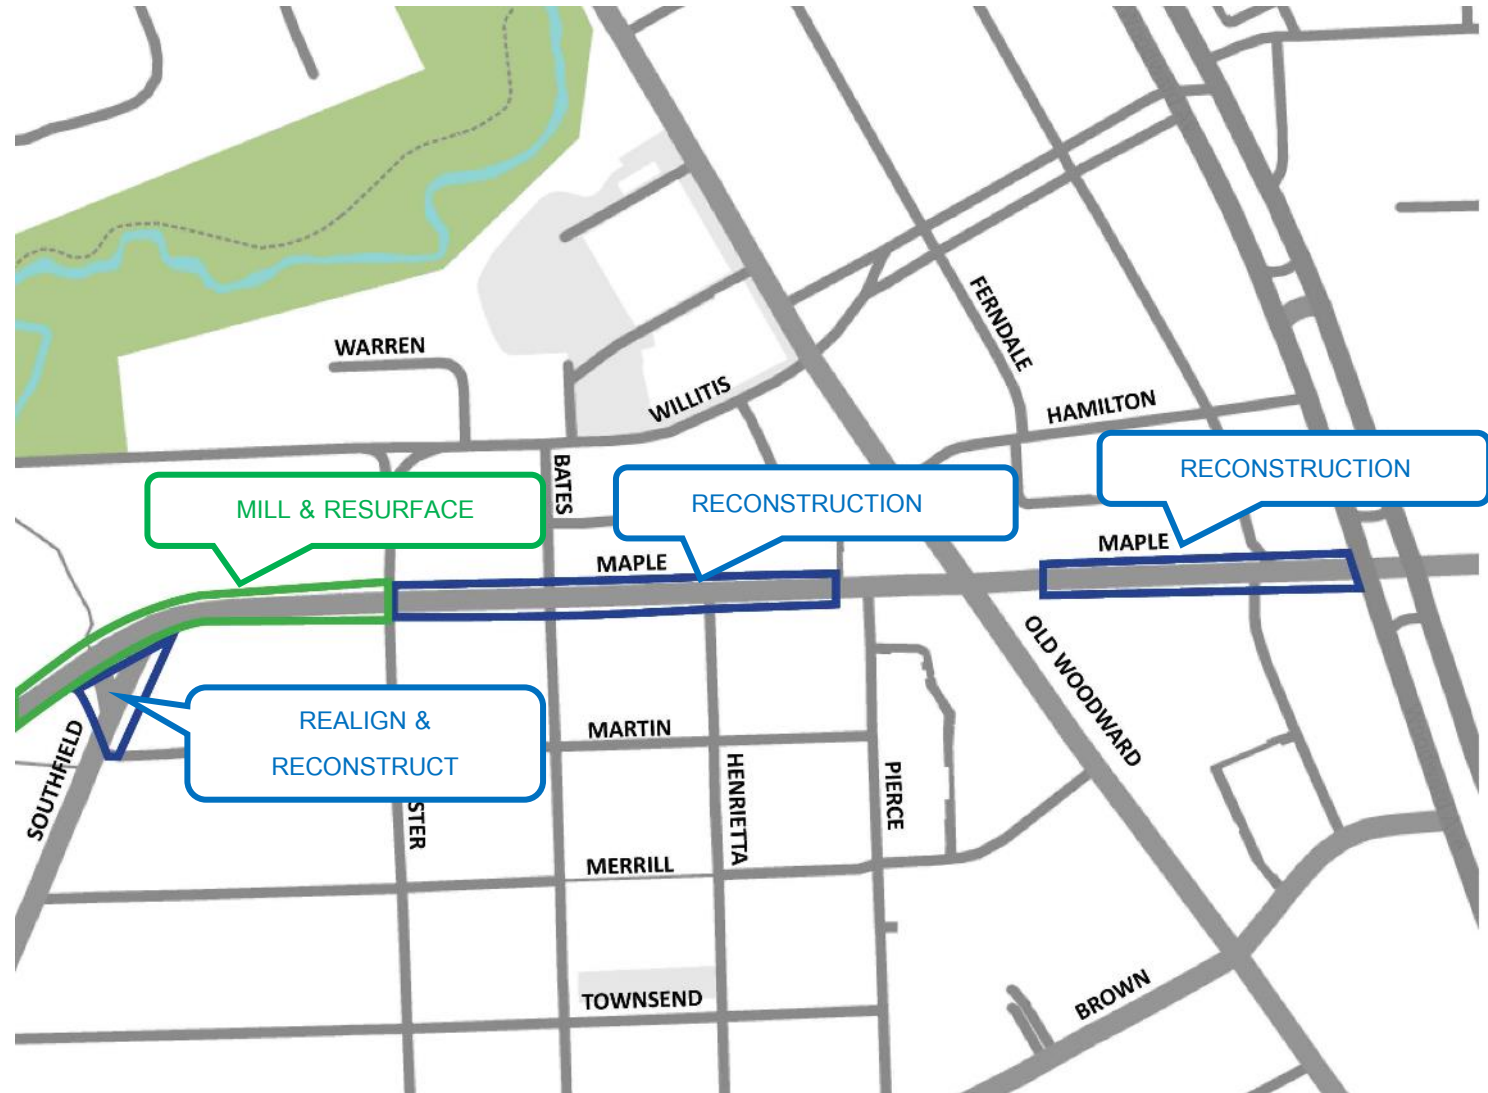 FERNDALE
WARREN
WILLITIS
HAMILTON
RECONSTRUCTION
BATES
MILL & RESURFACE
RECONSTRUCTION
MAPLE
MAPLE
OLD WOODWARD
REALIGN &
RECONSTRUCT
SOUTHFIELD
MARTIN
HENRIETTA
PIERCE
STER
MERRILL
TOWNSEND
BROWN